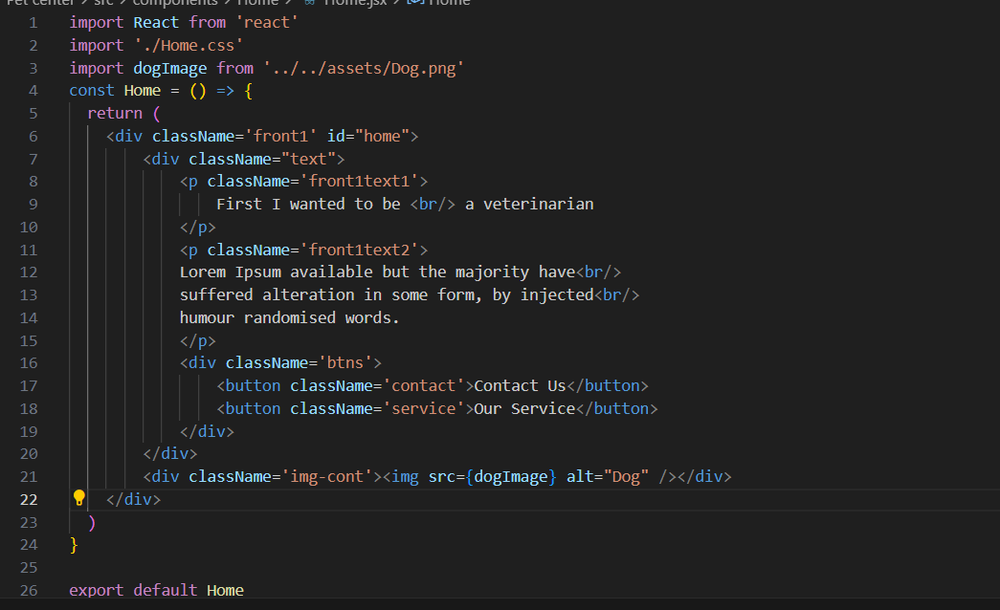 Pet center > src > components > Home > Home.jsx > Home
1 import React from 'react'
2 import './Home.css'
3 import dogImage from '../../assets/Dog.png'
4 const Home = () => {
5   return (
6     <div className='front1' id="home">
7         <div className="text">
8             <p className='front1text1'>
9                 First I wanted to be <br/> a veterinarian
10             </p>
11             <p className='front1text2'>
12             Lorem Ipsum available but the majority have<br/>
13             suffered alteration in some form, by injected<br/>
14             humour randomised words.
15             </p>
16             <div className='btns'>
17                 <button className='contact'>Contact Us</button>
18                 <button className='service'>Our Service</button>
19             </div>
20         </div>
21         <div className='img-cont'><img src={dogImage} alt="Dog" /></div>
22     </div>
23   )
24 }
25
26 export default Home